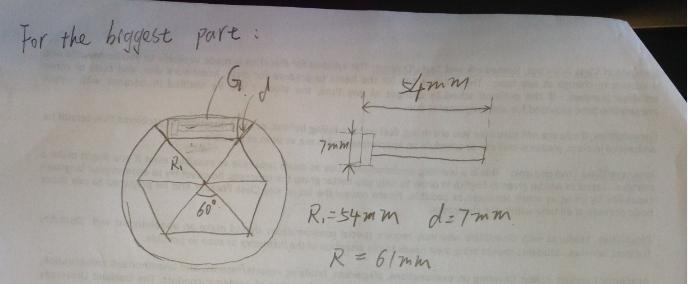 For the biggest part :
G
d
54mm
7mm
R₁
60°
R₁=54mm d=7mm
R = 61mm